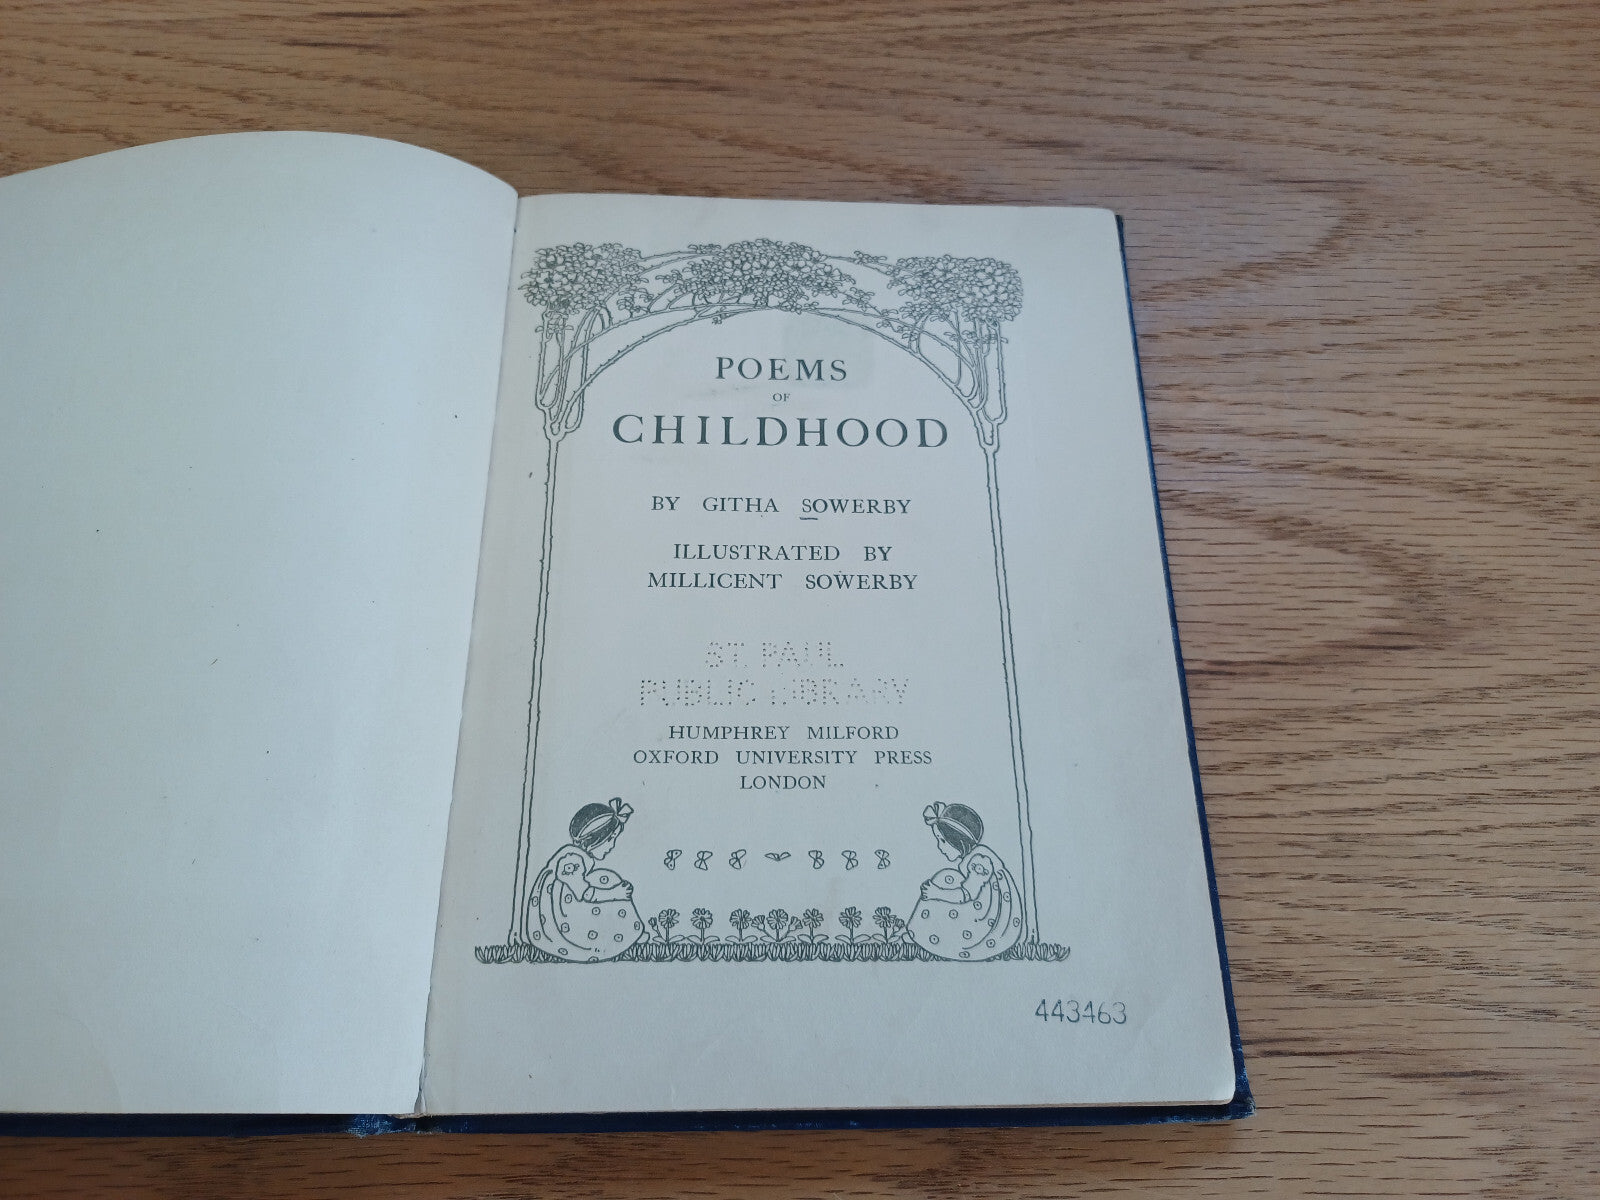 POEMS
OF
CHILDHOOD
BY GITHA SOWERBY
ILLUSTRATED BY
MILLICENT SOWERBY
ST. PAUL
PUBLIC LIBRARY
HUMPHREY MILFORD
OXFORD UNIVERSITY PRESS
LONDON
443463